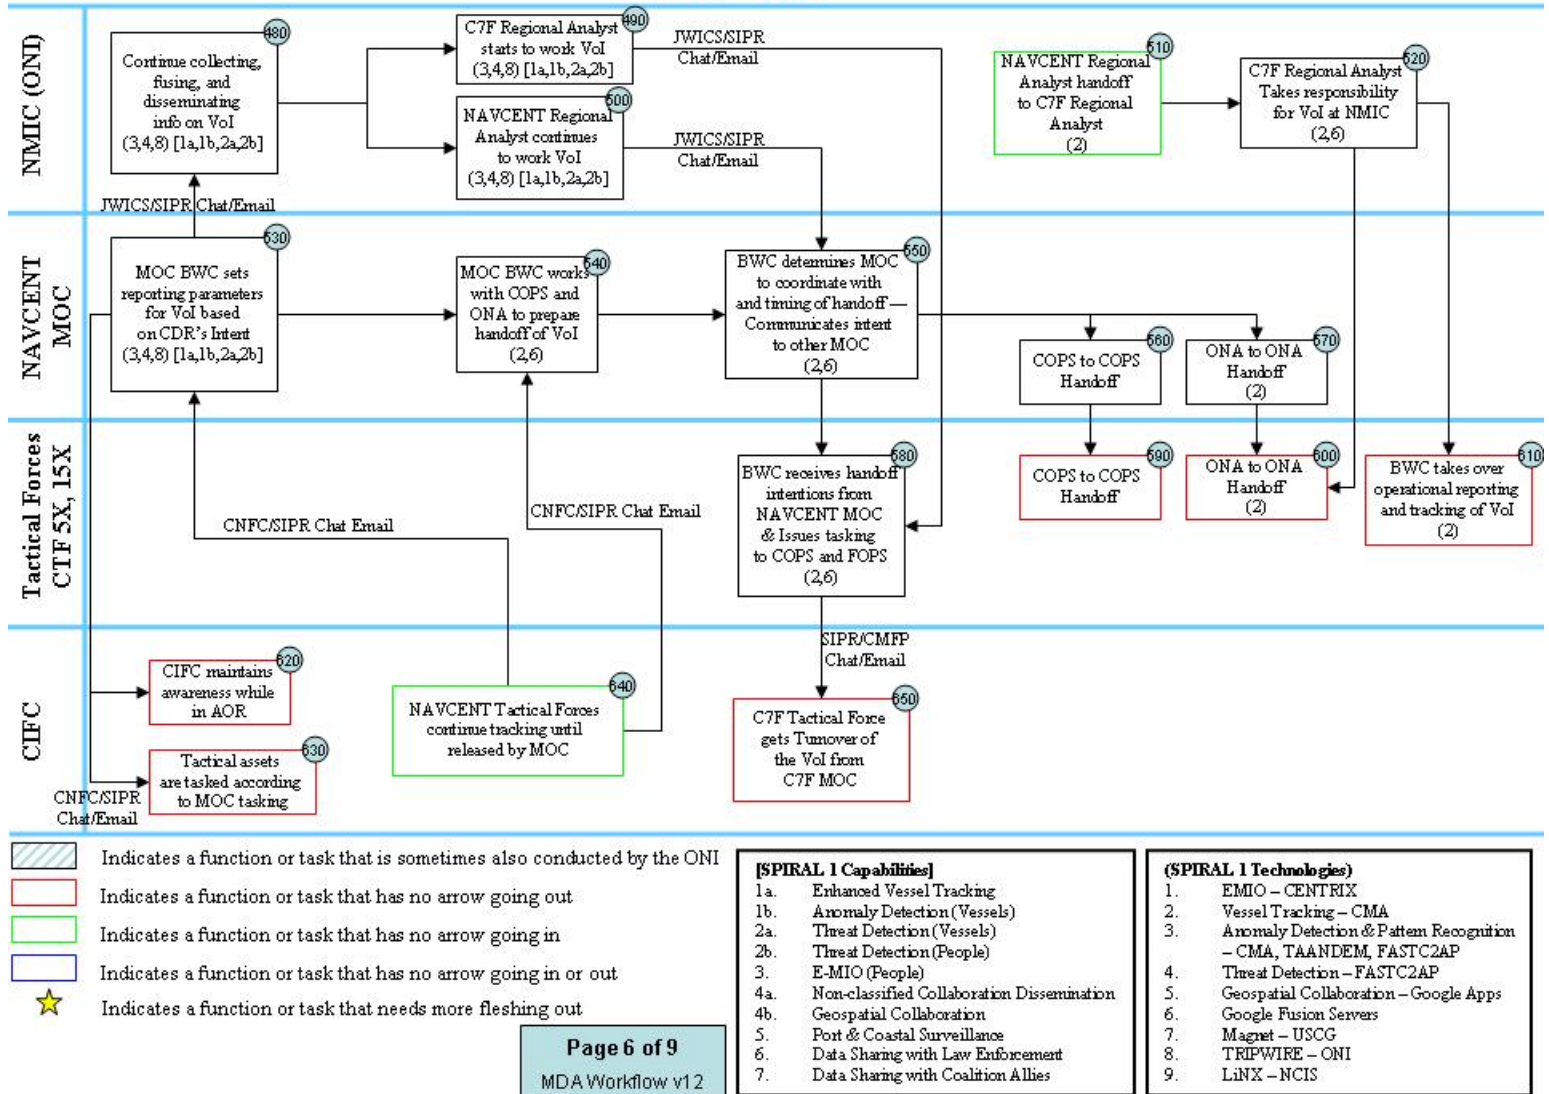 NMIC (ONI)
480
Continue collecting,
fusing, and
disseminating
info on VoI
(3,4,8) [1a,1b,2a,2b]
490
C7F Regional Analyst
starts to work VoI
(3,4,8) [1a,1b,2a,2b]
JWICS/SIPR
Chat/Email
500
NAVCENT Regional
Analyst continues
to work VoI
(3,4,8) [1a,1b,2a,2b]
JWICS/SIPR
Chat/Email
510
NAVCENT Regional
Analyst handoff
to C7F Regional
Analyst
(2)
520
C7F Regional Analyst
Takes responsibility
for VoI at NMIC
(2,6)
JWICS/SIPR Chat/Email
NAVCENT
MOC
530
MOC BWC sets
reporting parameters
for VoI based
on CDR's Intent
(3,4,8) [1a,1b,2a,2b]
540
MOC BWC works
with COPS and
ONA to prepare
handoff of VoI
(2,6)
550
BWC determines MOC
to coordinate with
and timing of handoff —
Communicates intent
to other MOC
(2,6)
560
COPS to COPS
Handoff
570
ONA to ONA
Handoff
(2)
Tactical Forces
CTF 5X, 15X
CNFC/SIPR Chat Email
CNFC/SIPR Chat Email
580
BWC receives handoff
intentions from
NAVCENT MOC
& Issues tasking
to COPS and FOPS
(2,6)
590
COPS to COPS
Handoff
600
ONA to ONA
Handoff
(2)
610
BWC takes over
operational reporting
and tracking of VoI
(2)
CIFC
620
CIFC maintains
awareness while
in AOR
630
Tactical assets
are tasked according
to MOC tasking
CNFC/SIPR
Chat/Email
640
NAVCENT Tactical Forces
continue tracking until
released by MOC
SIPR/CMFP
Chat/Email
650
C7F Tactical Force
gets Turnover of
the VoI from
C7F MOC
Indicates a function or task that is sometimes also conducted by the ONI
Indicates a function or task that has no arrow going out
Indicates a function or task that has no arrow going in
Indicates a function or task that has no arrow going in or out
Indicates a function or task that needs more fleshing out
Page 6 of 9
MDA Workflow v12
[SPIRAL 1 Capabilities]
1a. Enhanced Vessel Tracking
1b. Anomaly Detection (Vessels)
2a. Threat Detection (Vessels)
2b. Threat Detection (People)
3. E-MIO (People)
4a. Non-classified Collaboration Dissemination
4b. Geospatial Collaboration
5. Port & Coastal Surveillance
6. Data Sharing with Law Enforcement
7. Data Sharing with Coalition Allies
(SPIRAL 1 Technologies)
1. EMIO – CENTRIX
2. Vessel Tracking – CMA
3. Anomaly Detection & Pattern Recognition
– CMA, TAANDEM, FASTC2AP
4. Threat Detection – FASTC2AP
5. Geospatial Collaboration – Google Apps
6. Google Fusion Servers
7. Magnet – USCG
8. TRIPWIRE – ONI
9. LiNX – NCIS